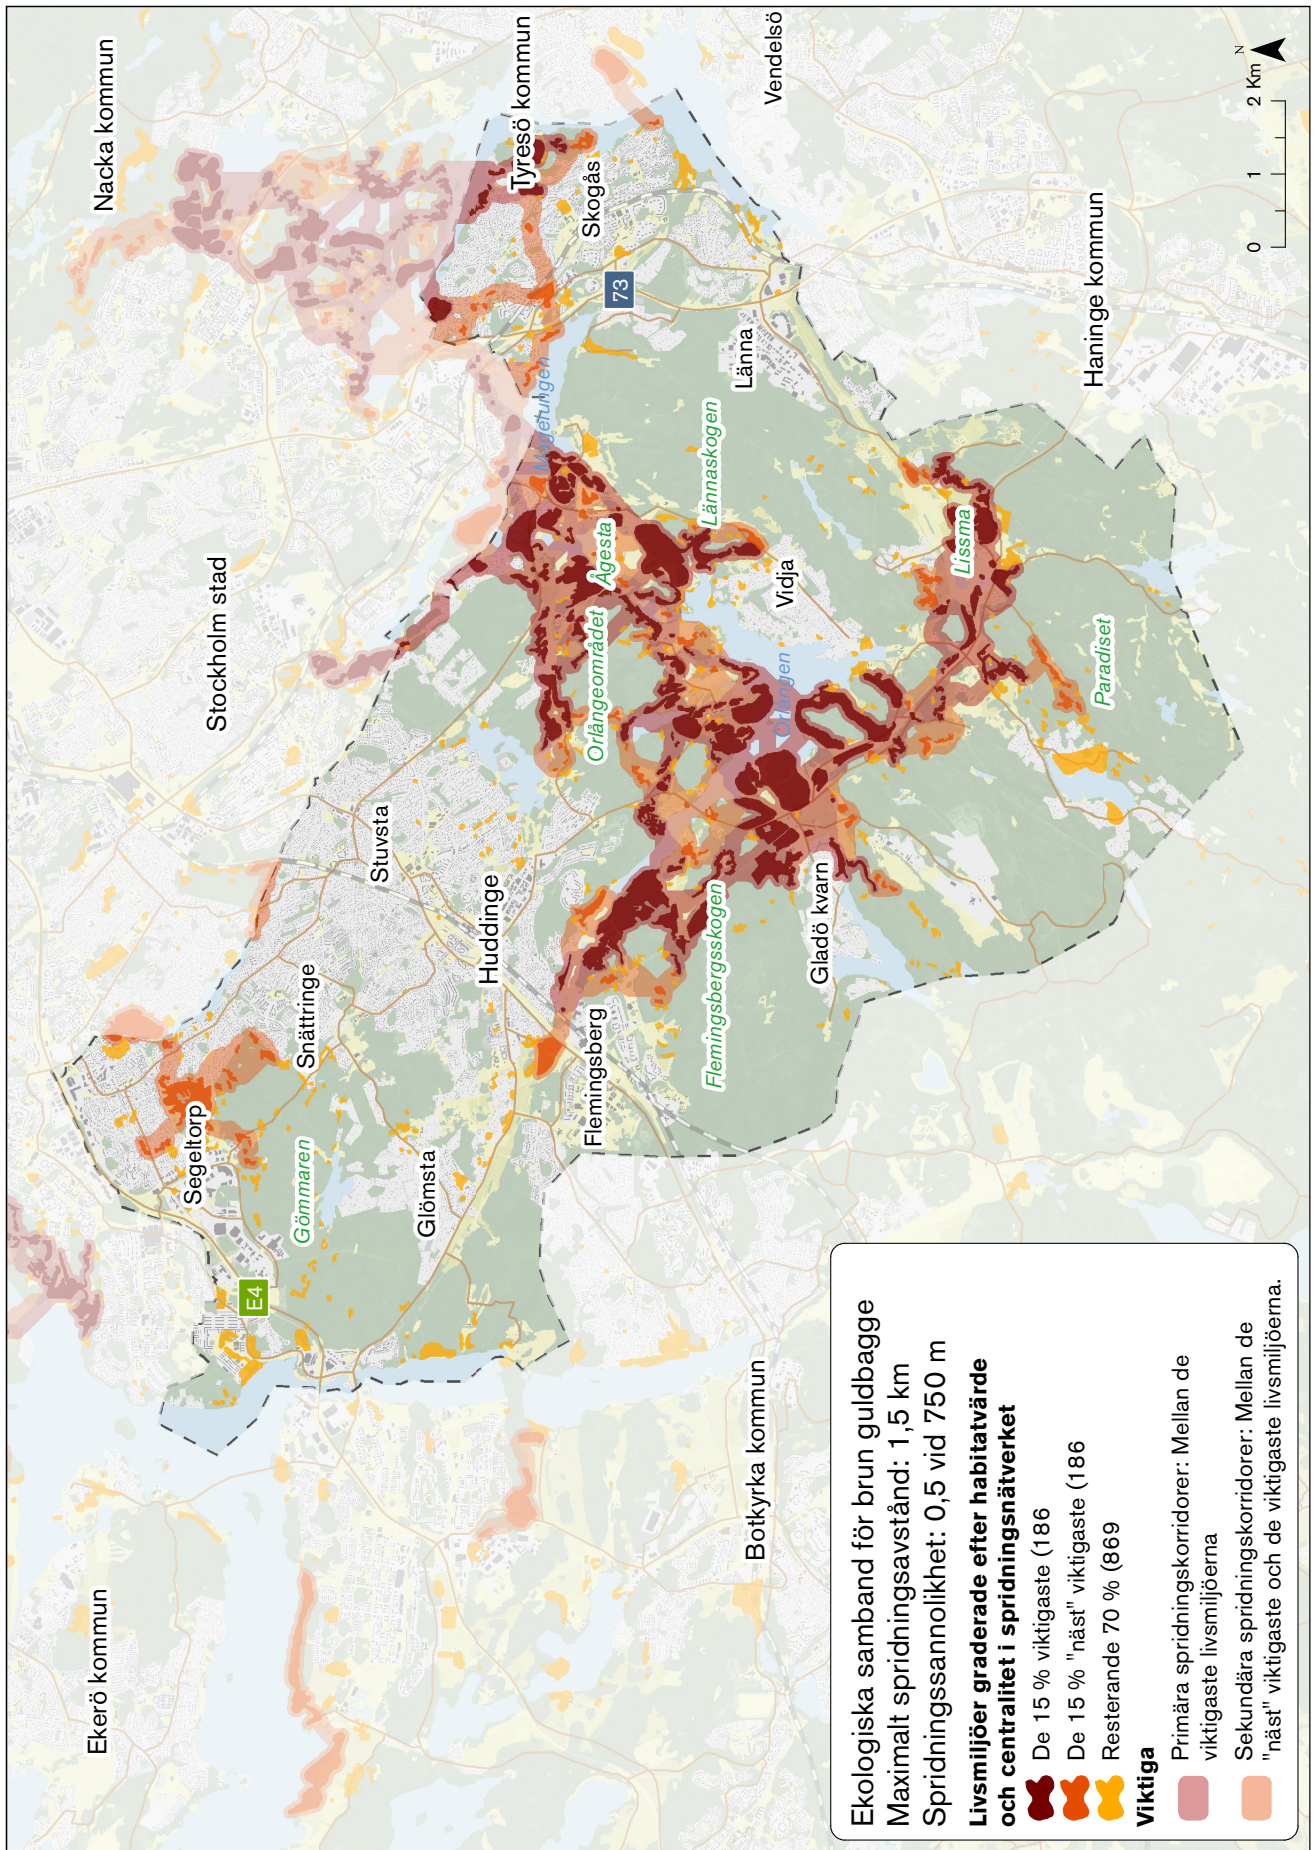 Ekerö kommun
Botkyrka kommun
Stockholm stad
Nacka kommun
Tyresö kommun
Vendelsö
Haninge kommun
E4
Segeltorp
Snättringe
Gömmaren
Glömsta
Stuvsta
Huddinge
Flemingsberg
Flemingsbergsskogen
Gladö kvarn
Orlångeområdet
Ågesta
Magelungen
Orlången
Lännaskogen
Vidja
Lissma
Paradiset
Länna
Skogås
73
N
0 1 2 Km
Ekologiska samband för brun guldbagge
Maximalt spridningsavstånd: 1,5 km
Spridningssannolikhet: 0,5 vid 750 m
Livsmiljöer graderade efter habitatvärde
och centralitet i spridningsnätverket
De 15 % viktigaste (186
De 15 % "näst" viktigaste (186
Resterande 70 % (869
Viktiga
Primära spridningskorridorer: Mellan de
viktigaste livsmiljöerna
Sekundära spridningskorridorer: Mellan de
"näst" viktigaste och de viktigaste livsmiljöerna.